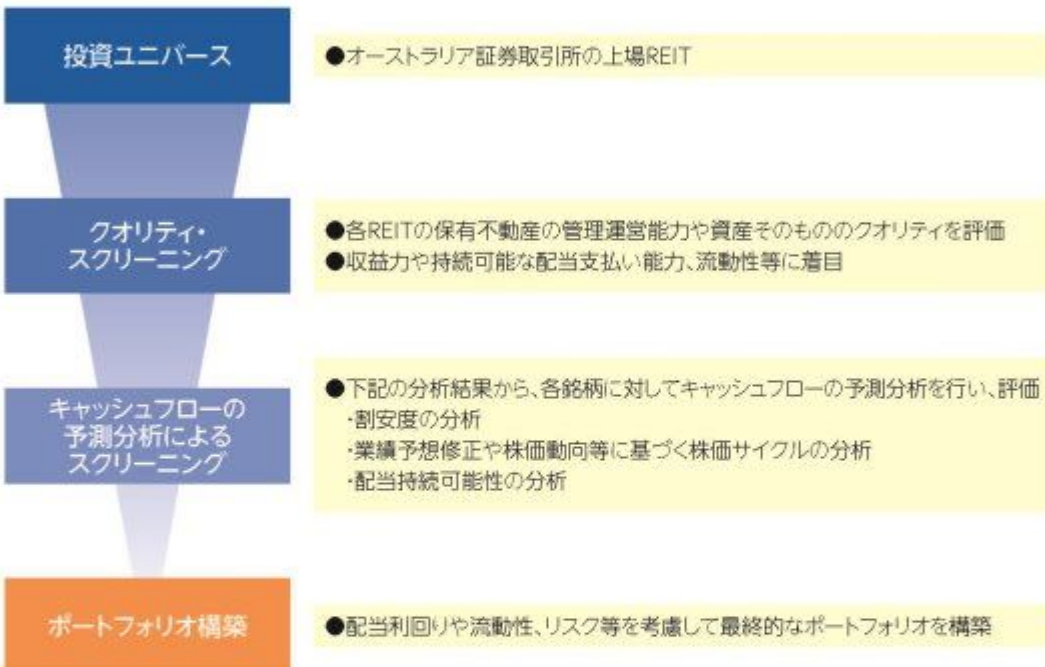 投資ユニバース
●オーストラリア証券取引所の上場REIT
クオリティ・
スクリーニング
●各REITの保有不動産の管理運営能力や資産そのもののクオリティを評価
●収益力や持続可能な配当支払い能力、流動性等に着目
キャッシュフローの
予測分析による
スクリーニング
●下記の分析結果から、各銘柄に対してキャッシュフローの予測分析を行い、評価
・割安度の分析
・業績予想修正や株価動向等に基づく株価サイクルの分析
・配当持続可能性の分析
ポートフォリオ構築
●配当利回りや流動性、リスク等を考慮して最終的なポートフォリオを構築